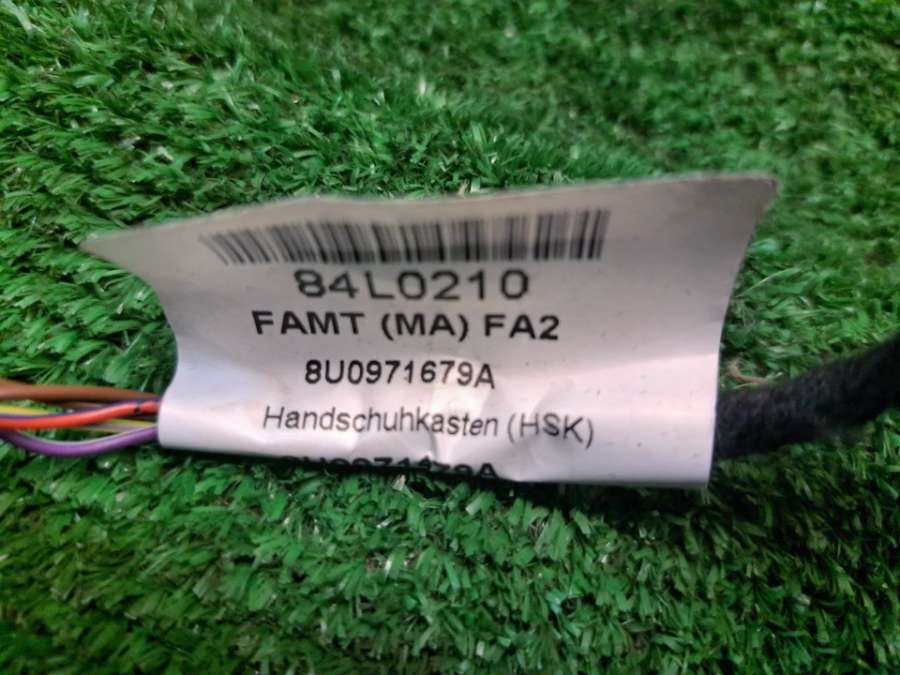 84L0210
FAMT (MA) FA2
8U0971679A
Handschuhkasten (HSK)